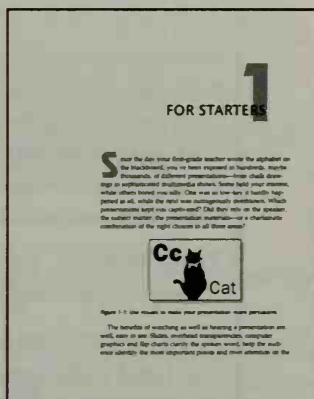 1
FOR STARTERS
Since the day your first-grade teacher wrote the alphabet on
the blackboard, you've been exposed to hundreds, maybe
thousands, of different presentations—from chalk draw-
ings to sophisticated multimedia shows. Some held your interest,
while others bored you silly. One was so low-key it hardly hap-
pened at all, while the next was outrageously overblown. Which
presentations kept you captivated? Did they rely on the speaker,
the subject matter, the presentation materials—or a charismatic
combination of the right choices in all three areas?
Cc
Cat
Figure 1-1: Use visuals to make your presentation more persuasive.
The benefits of watching as well as hearing a presentation are
well, easy to see. Slides, overhead transparencies, computer
graphics and flip charts clarify the spoken word, help the audi-
ence identify the most important points and rivet attention on the